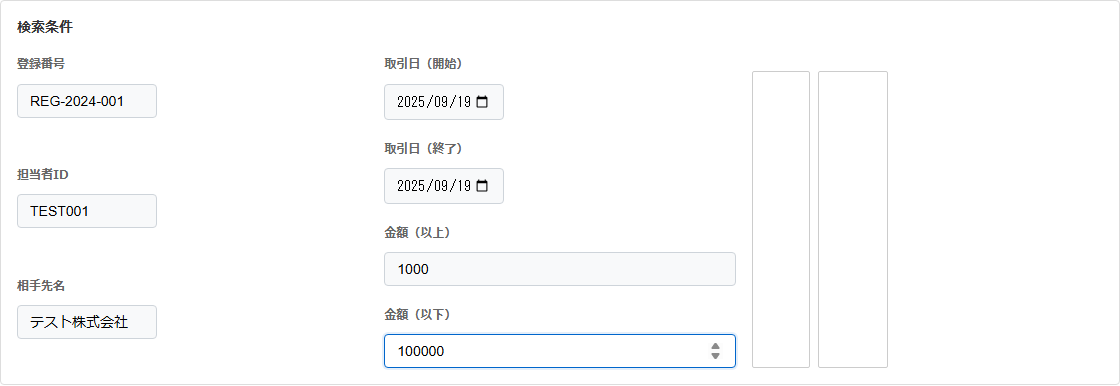 検索条件
登録番号
REG-2024-001
担当者ID
TEST001
相手先名
テスト株式会社
取引日（開始）
2025/09/19
取引日（終了）
2025/09/19
金額（以上）
1000
金額（以下）
100000